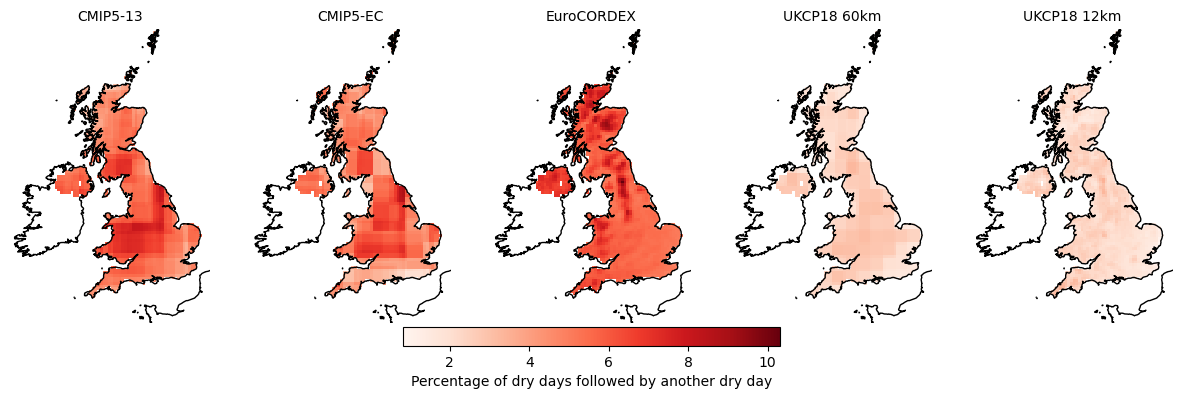 CMIP5-13 CMIP5-EC EuroCORDEX UKCP18 60km UKCP18 12km
2 4 6 8 10
Percentage of dry days followed by another dry day